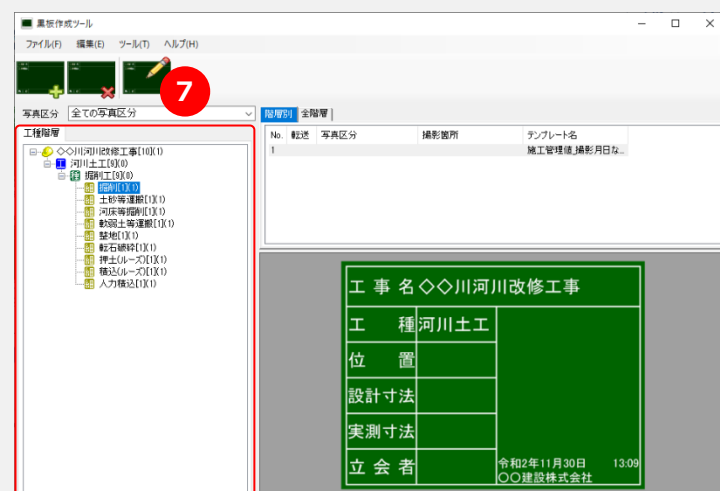 黒板作成ツール
ファイル(F) 編集(E) ツール(T) ヘルプ(H)
7
写真区分 全ての写真区分
工種階層
◇◇川河川改修工事[10](1)
河川土工[9](0)
掘削工[9](0)
掘削[1](1)
土砂等運搬[1](1)
河床等掘削[1](1)
軟弱土等運搬[1](1)
整地[1](1)
転石破砕[1](1)
押土(ルーズ)[1](1)
積込(ルーズ)[1](1)
人力積込[1](1)
階層別 全階層
No. 転送 写真区分 撮影箇所 テンプレート名
1 施工管理値_撮影月日な...
工事名 ◇◇川河川改修工事
工種 河川土工
位置
設計寸法
実測寸法
立会者
令和2年11月30日 13:09
〇〇建設株式会社